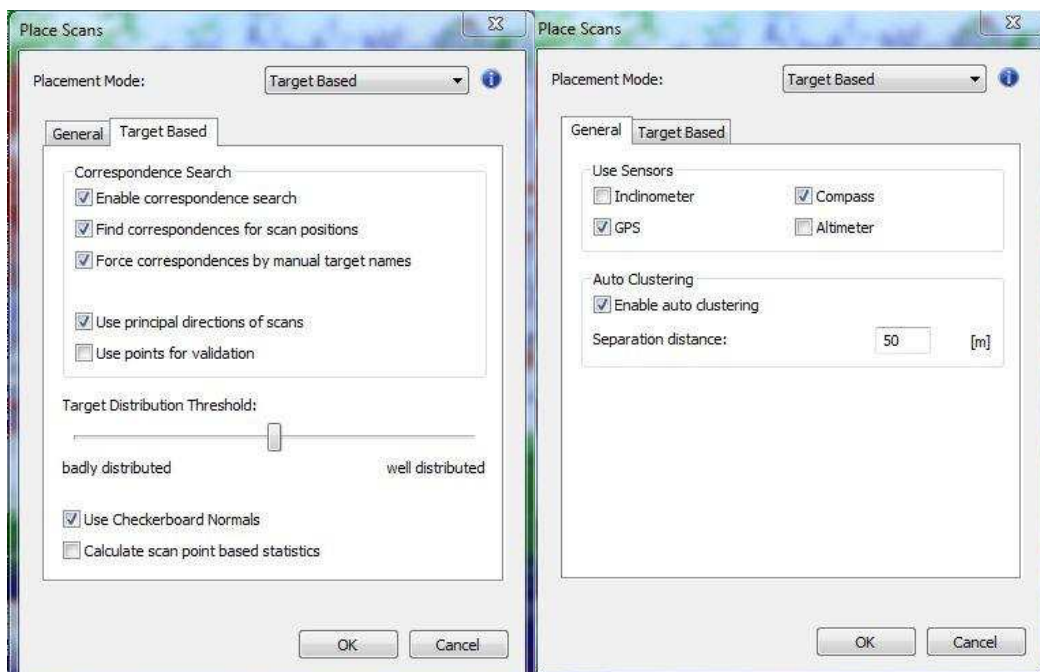 Place Scans
Placement Mode: Target Based
General Target Based
Correspondence Search
Enable correspondence search
Find correspondences for scan positions
Force correspondences by manual target names
Use principal directions of scans
Use points for validation
Target Distribution Threshold:
badly distributed well distributed
Use Checkerboard Normals
Calculate scan point based statistics
OK Cancel
Place Scans
Placement Mode: Target Based
General Target Based
Use Sensors
Inclinometer Compass
GPS Altimeter
Auto Clustering
Enable auto clustering
Separation distance: 50 [m]
OK Cancel